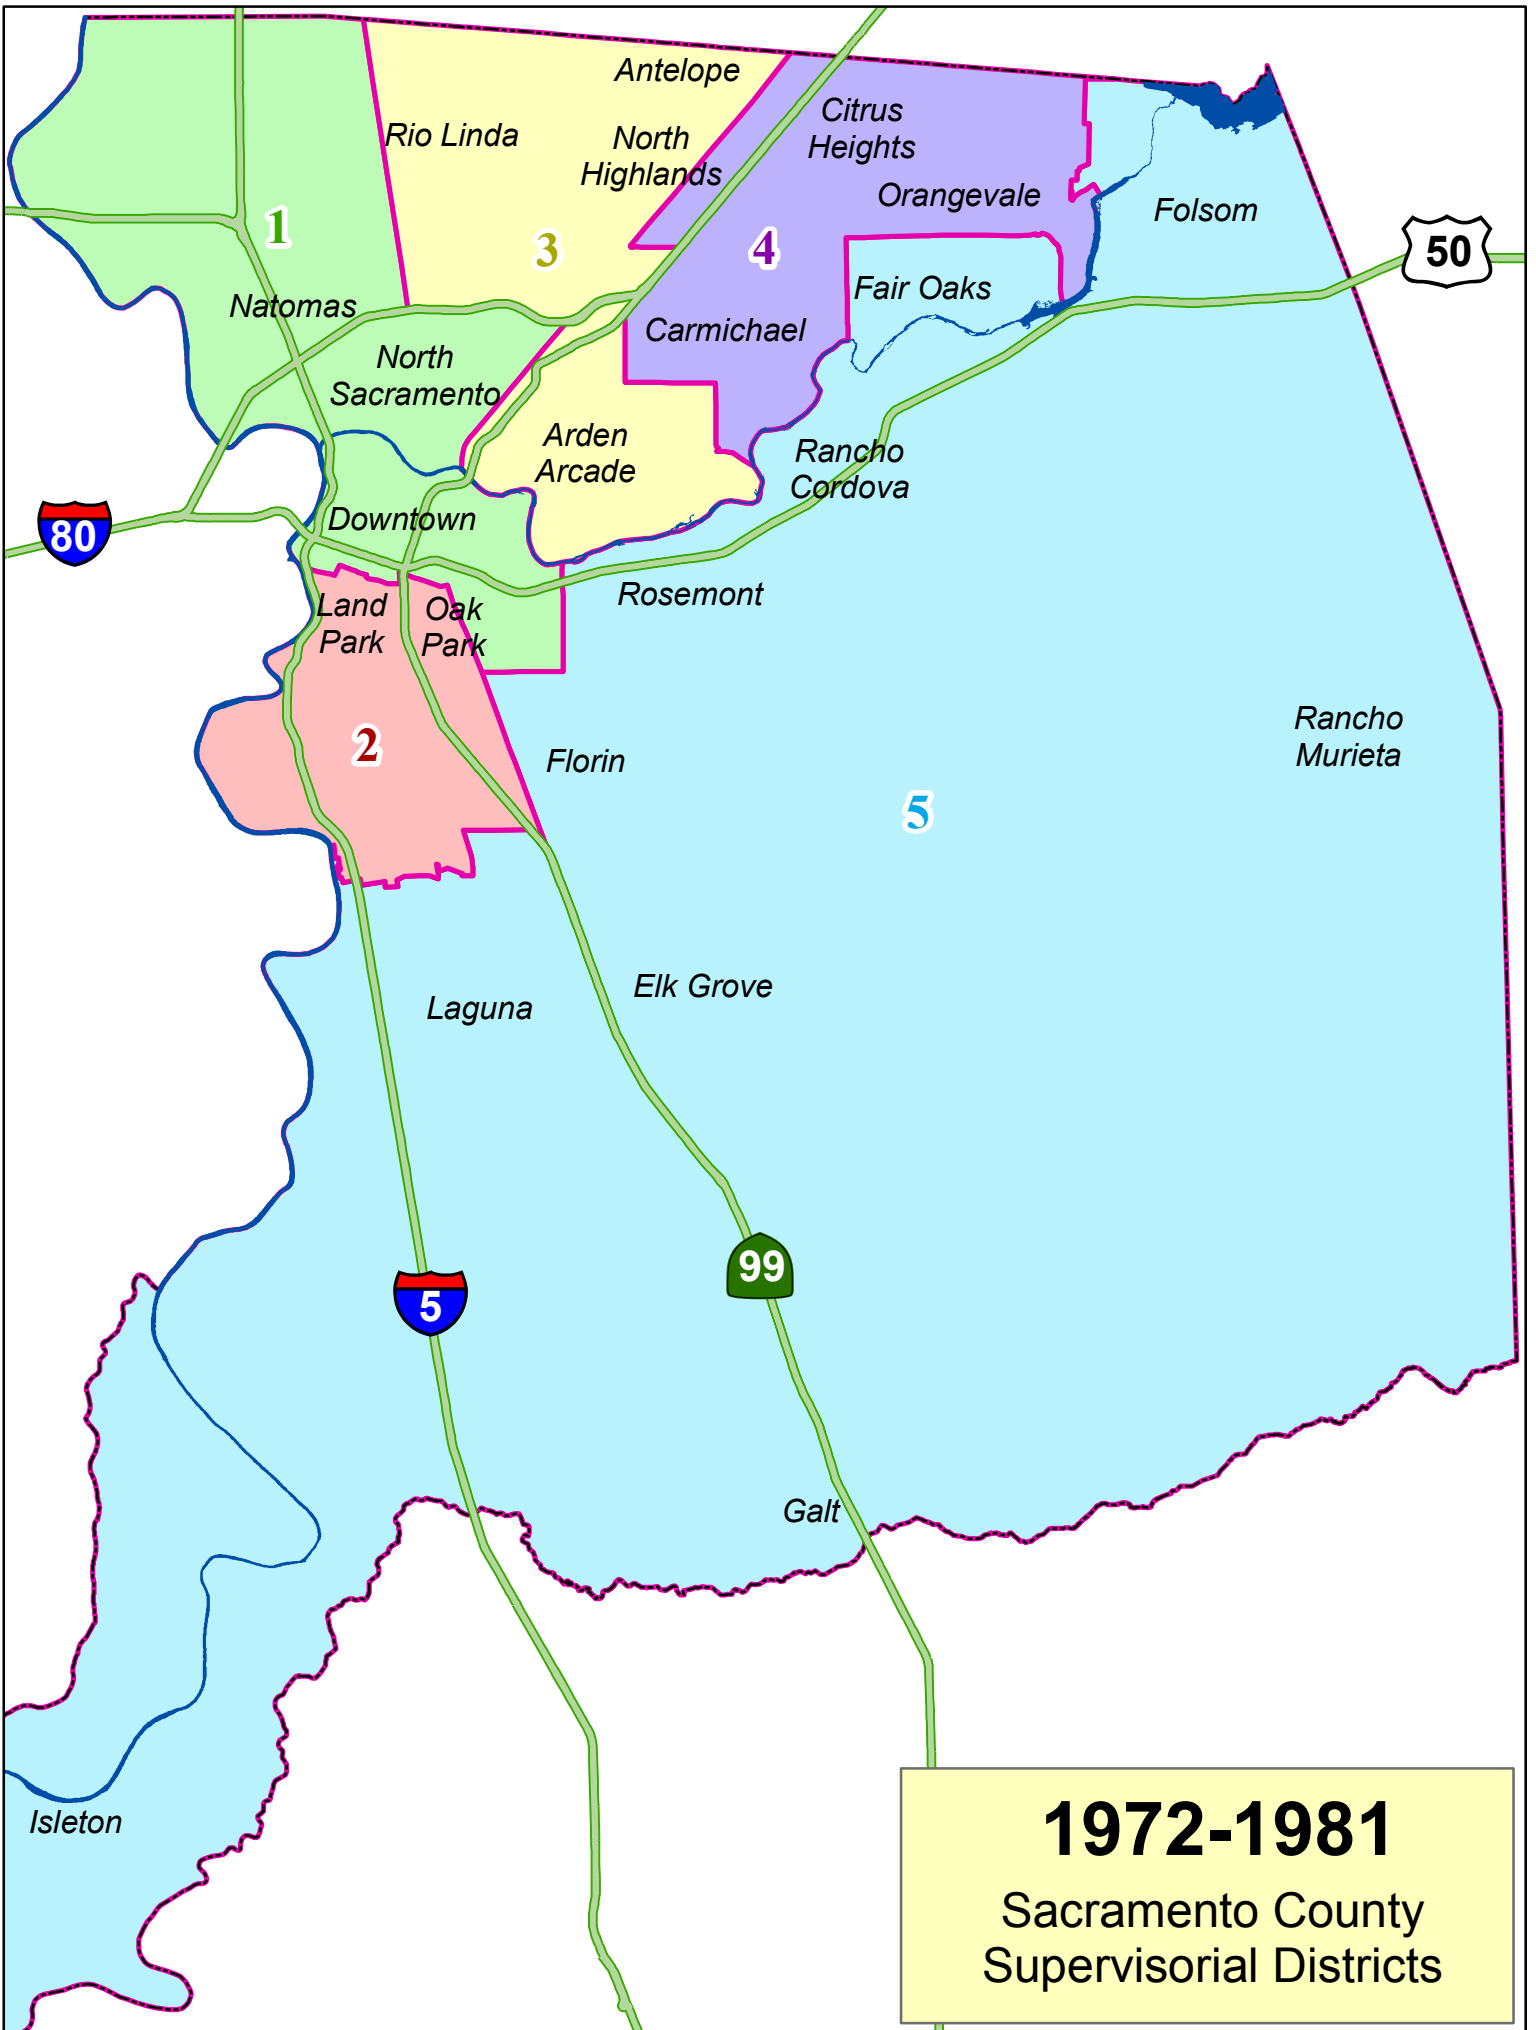 Antelope
Citrus
Heights
Rio Linda
North
Highlands
Orangevale
Folsom
1
3
4
50
Fair Oaks
Natomas
Carmichael
North
Sacramento
Arden
Arcade
Rancho
Cordova
80
Downtown
Rosemont
Land
Park
Oak
Park
2
Florin
Rancho
Murieta
5
Elk Grove
Laguna
99
5
Galt
Isleton
1972-1981
Sacramento County
Supervisorial Districts